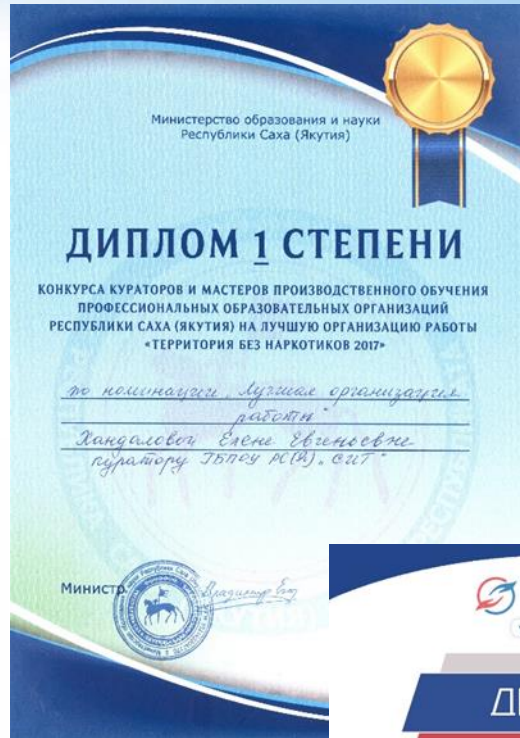 Министерство образования и науки
Республики Саха (Якутия)
ДИПЛОМ 1 СТЕПЕНИ
КОНКУРСА КУРАТОРОВ И МАСТЕРОВ ПРОИЗВОДСТВЕННОГО ОБУЧЕНИЯ
ПРОФЕССИОНАЛЬНЫХ ОБРАЗОВАТЕЛЬНЫХ ОРГАНИЗАЦИЙ
РЕСПУБЛИКИ САХА (ЯКУТИЯ) НА ЛУЧШУЮ ОРГАНИЗАЦИЮ РАБОТЫ
«ТЕРРИТОРИЯ БЕЗ НАРКОТИКОВ 2017»
по номинации „Лучшая организация
работы"
Хандаловой Елене Евгеньевне
куратору ГБПОУ РС(Я) „СИТ"
Министр